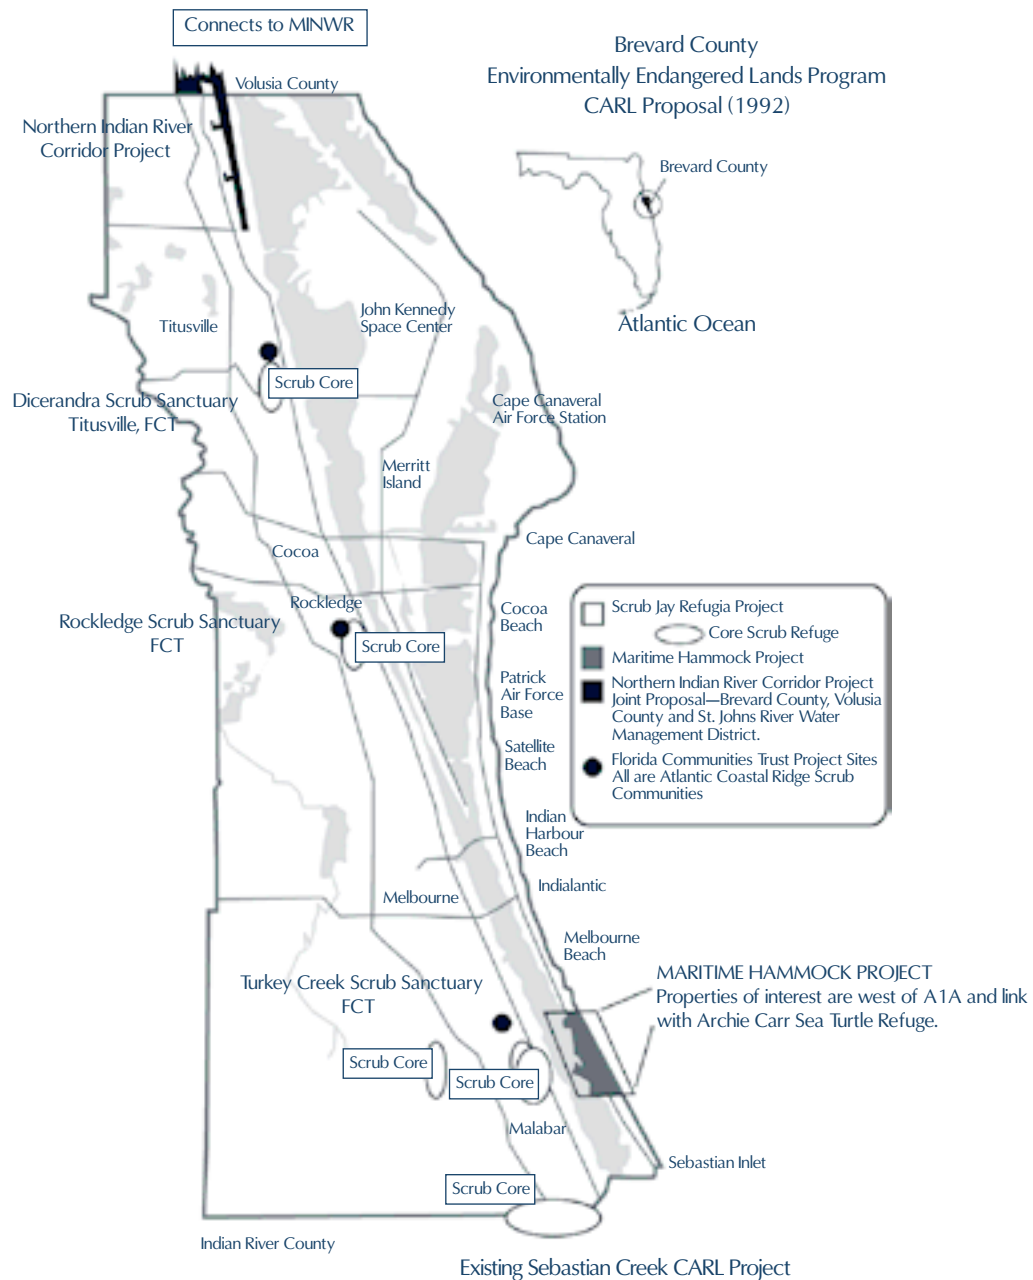 Connects to MINWR
Brevard County
Environmentally Endangered Lands Program
CARL Proposal (1992)
Volusia County
Northern Indian River
Corridor Project
Brevard County
Atlantic Ocean
John Kennedy
Space Center
Titusville
Scrub Core
Dicerandra Scrub Sanctuary
Titusville, FCT
Cape Canaveral
Air Force Station
Merritt
Island
Cape Canaveral
Cocoa
Rockledge
Rockledge Scrub Sanctuary
FCT
Scrub Core
Cocoa
Beach
Patrick
Air Force
Base
Satellite
Beach
Scrub Jay Refugia Project
Core Scrub Refuge
Maritime Hammock Project
Northern Indian River Corridor Project
Joint Proposal—Brevard County, Volusia
County and St. Johns River Water
Management District.
Florida Communities Trust Project Sites
All are Atlantic Coastal Ridge Scrub
Communities
Indian
Harbour
Beach
Indialantic
Melbourne
Melbourne
Beach
MARITIME HAMMOCK PROJECT
Properties of interest are west of A1A and link
with Archie Carr Sea Turtle Refuge.
Turkey Creek Scrub Sanctuary
FCT
Scrub Core
Scrub Core
Malabar
Sebastian Inlet
Scrub Core
Indian River County
Existing Sebastian Creek CARL Project